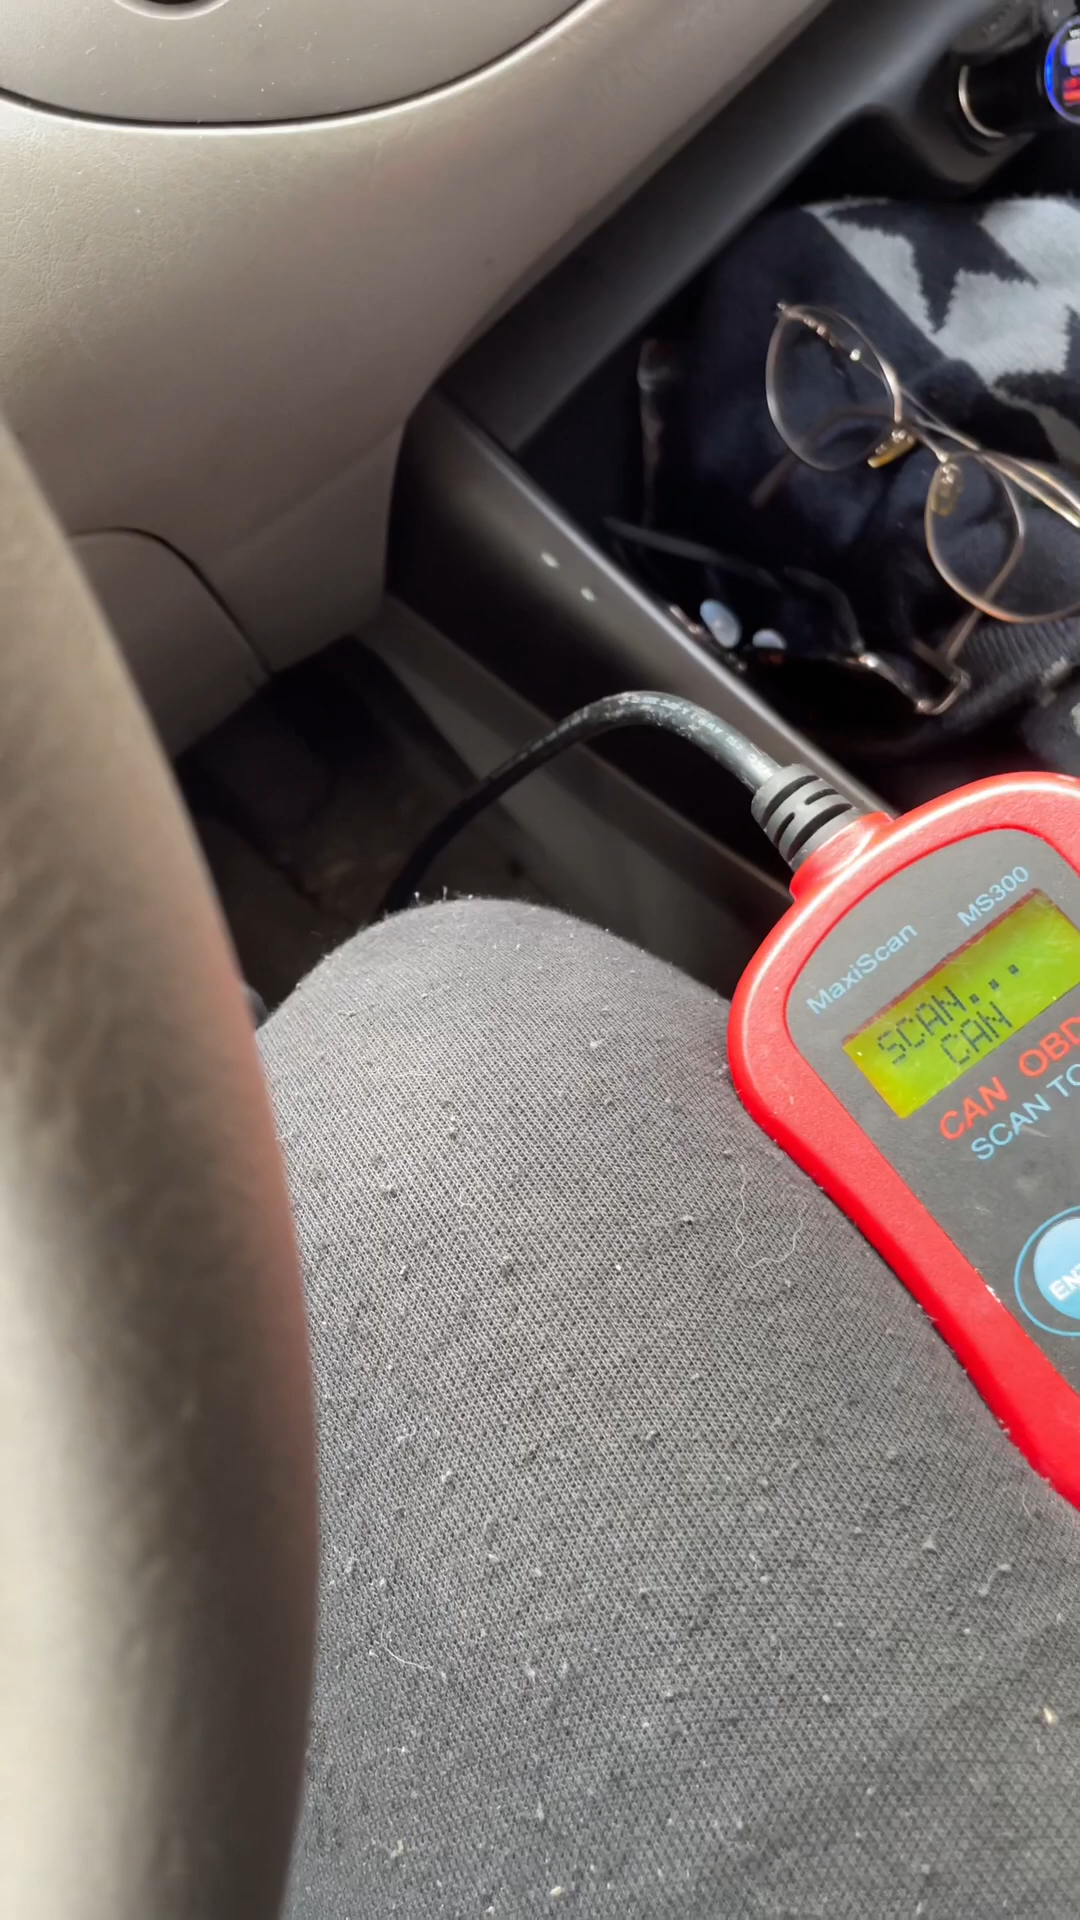 MaxiScan MS300
SCAN...
CAN
CAN OBD
SCAN TO
EN